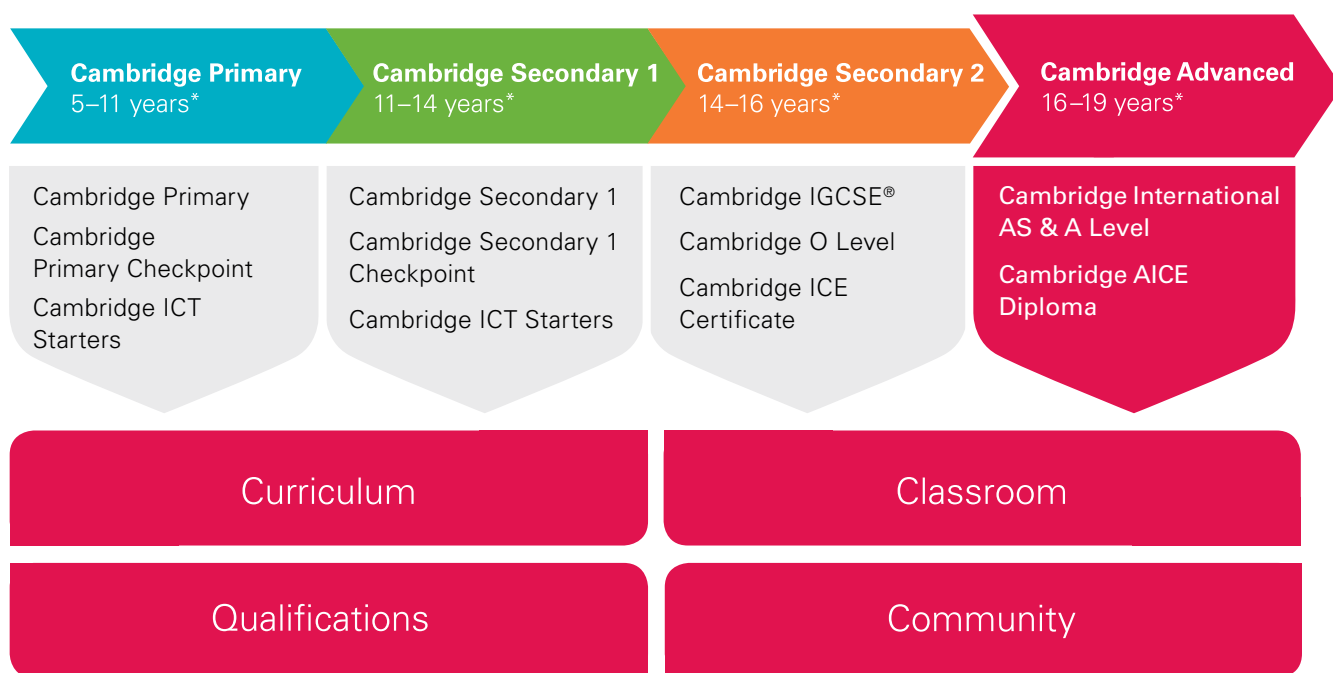 Cambridge Primary
5–11 years*
Cambridge Secondary 1
11–14 years*
Cambridge Secondary 2
14–16 years*
Cambridge Advanced
16–19 years*
Cambridge Primary
Cambridge
Primary Checkpoint
Cambridge ICT
Starters
Cambridge Secondary 1
Cambridge Secondary 1
Checkpoint
Cambridge ICT Starters
Cambridge IGCSE®
Cambridge O Level
Cambridge ICE
Certificate
Cambridge International
AS & A Level
Cambridge AICE
Diploma
Curriculum
Classroom
Qualifications
Community